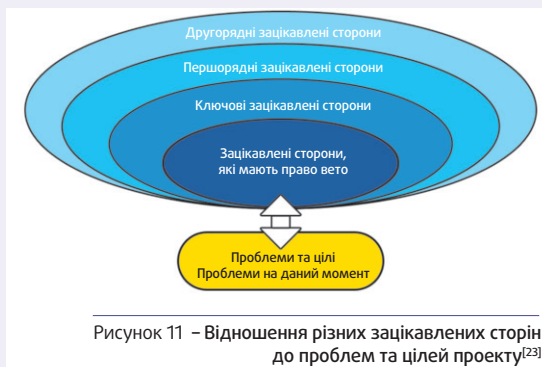 Другорядні зацікавлені сторони
Першорядні зацікавлені сторони
Ключові зацікавлені сторони
Зацікавлені сторони,
які мають право вето
Проблеми та цілі
Проблеми на даний момент
Рисунок 11 – Відношення різних зацікавлених сторін
до проблем та цілей проекту[23]